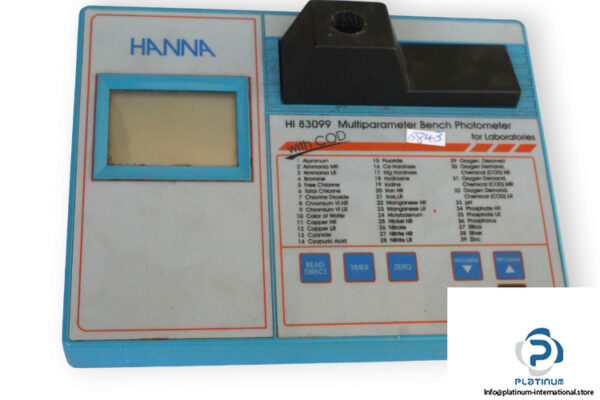 HANNA
HI 83099 Multiparameter Bench Photometer
for Laboratories
with COD
6843
1 Aluminum
2 Ammonia MR
3 Ammonia LR
4 Bromine
5 Free Chlorine
6 Total Chlorine
7 Chlorine Dioxide
8 Chromium VI HR
9 Chromium VI LR
10 Color of Water
11 Copper HR
12 Copper LR
13 Cyanide
14 Cyanuric Acid
15 Fluoride
16 Ca Hardness
17 Mg Hardness
18 Hydrazine
19 Iodine
20 Iron HR
21 Iron LR
22 Manganese HR
23 Manganese LR
24 Molybdenum
25 Nickel HR
26 Nitrate
27 Nitrite HR
28 Nitrite LR
29 Oxygen, Dissolved
30 Oxygen Demand,
Chemical (COD) HR
31 Oxygen Demand,
Chemical (COD) MR
32 Oxygen Demand,
Chemical (COD) LR
33 pH
34 Phosphate HR
35 Phosphate LR
36 Phosphorus
37 Silica
38 Silver
39 Zinc
READ
DIRECT
TIMER
ZERO
PROGRAM
PROGRAM
PLATINUM
Info@platinum-international.store